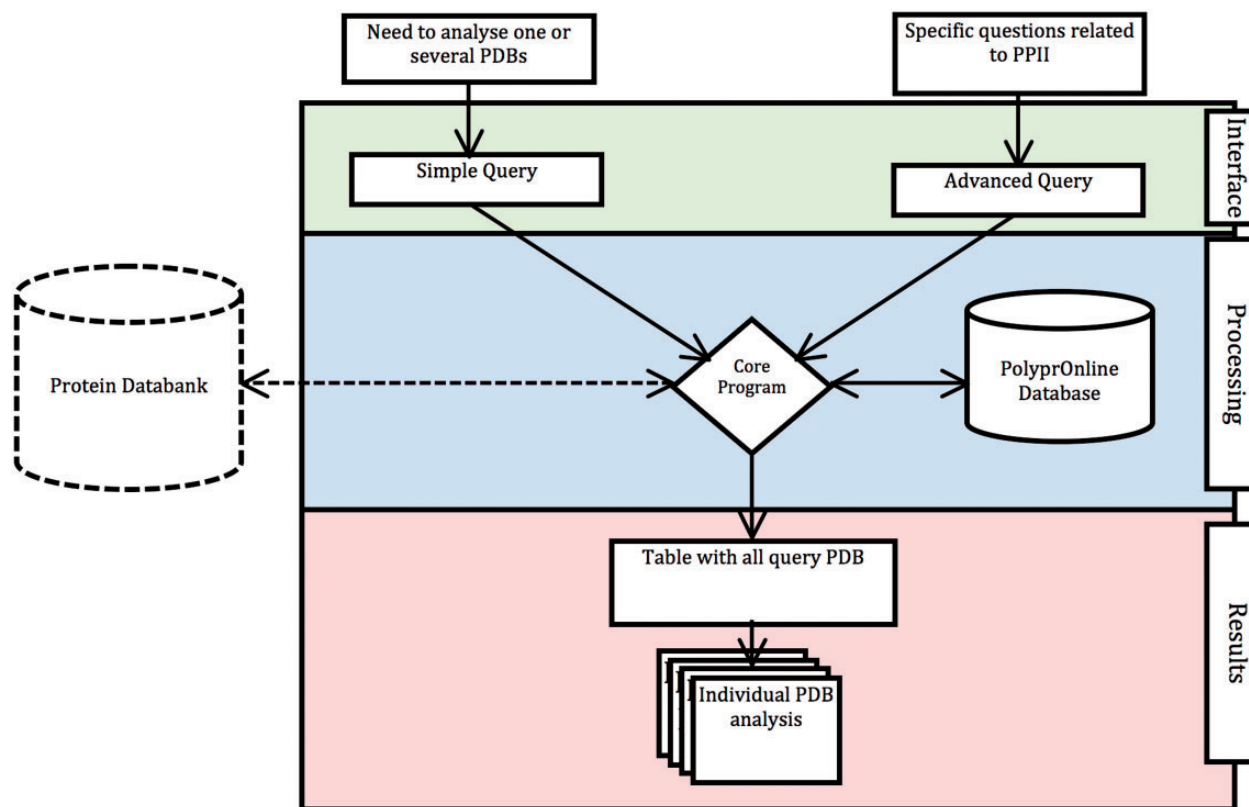 Need to analyse one or
several PDBs
Specific questions related
to PPII
Interface
Simple Query
Advanced Query
Processing
Protein Databank
Core
Program
PolyprOnline
Database
Table with all query PDB
Results
Individual PDB
analysis